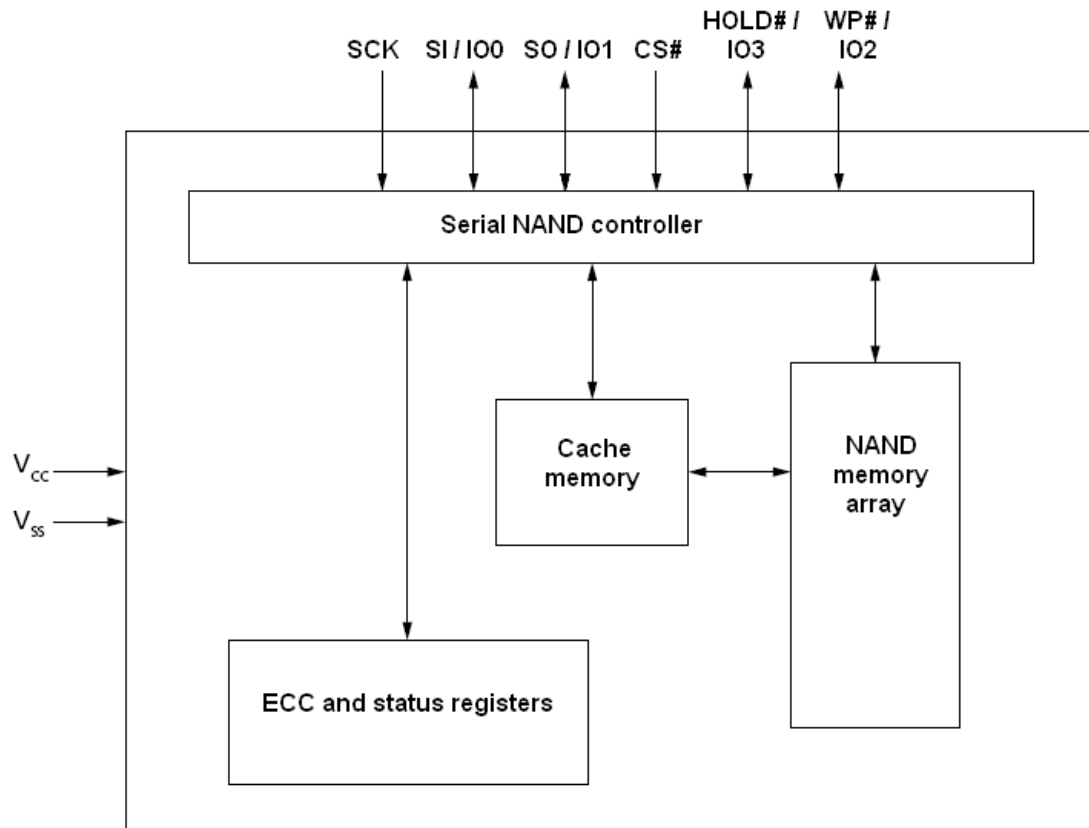 HOLD# / WP# /
SCK SI / IO0 SO / IO1 CS# IO3 IO2
Serial NAND controller
Cache
memory
NAND
memory
array
Vcc
Vss
ECC and status registers